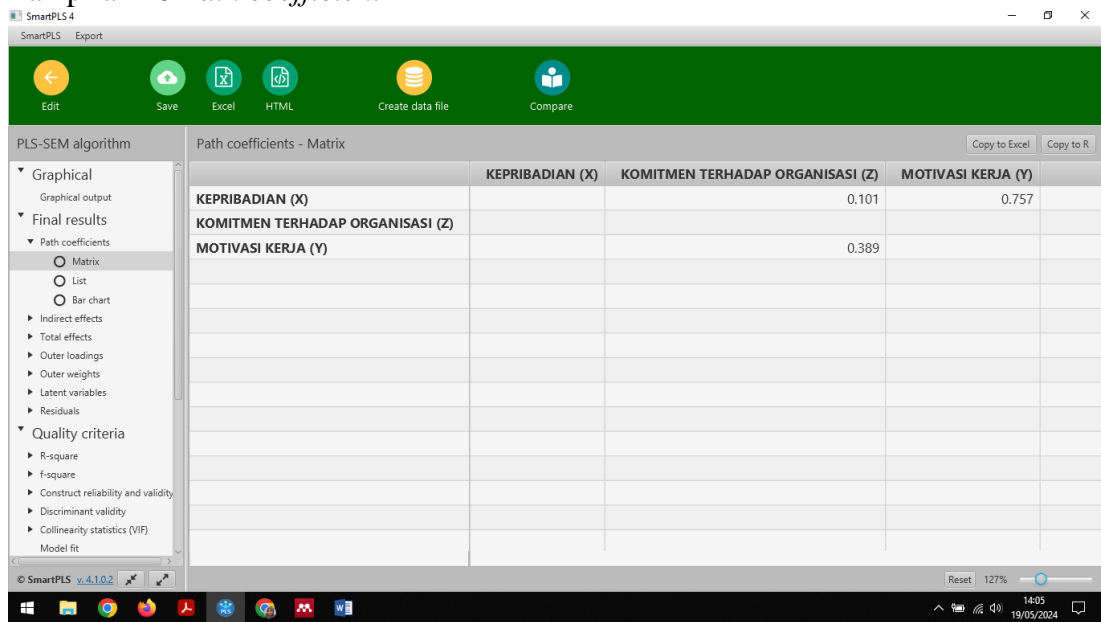 SmartPLS 4
SmartPLS Export
Edit Save Excel HTML Create data file Compare
PLS-SEM algorithm
Path coefficients - Matrix
Copy to Excel Copy to R
Graphical
Graphical output
Final results
Path coefficients
Matrix
List
Bar chart
Indirect effects
Total effects
Outer loadings
Outer weights
Latent variables
Residuals
Quality criteria
R-square
f-square
Construct reliability and validity
Discriminant validity
Collinearity statistics (VIF)
Model fit
KEPRIBADIAN (X) KOMITMEN TERHADAP ORGANISASI (Z) MOTIVASI KERJA (Y)
KEPRIBADIAN (X) 0.101 0.757
KOMITMEN TERHADAP ORGANISASI (Z)
MOTIVASI KERJA (Y) 0.389
© SmartPLS v. 4.1.0.2
Reset 127%
14:05
19/05/2024